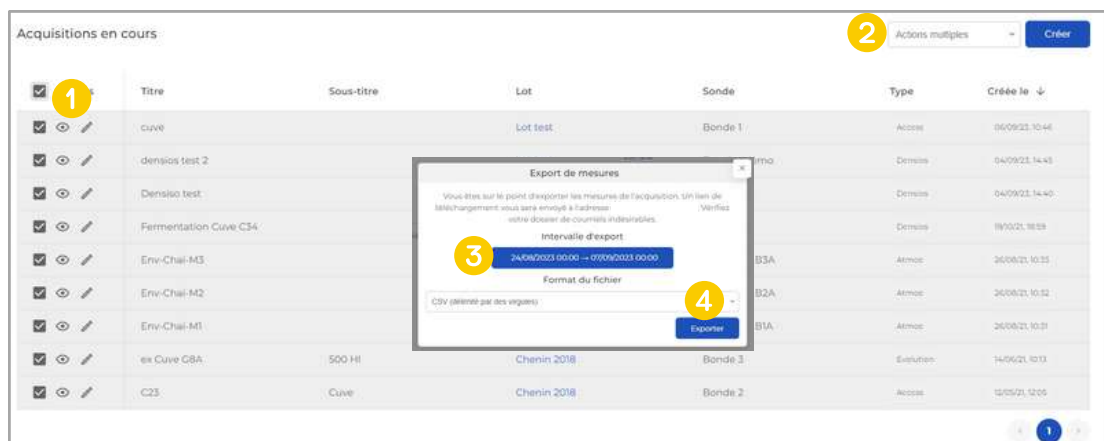 Acquisitions en cours
2 Actions multiples Créer
1 Titre Sous-titre Lot Sonde Type Créée le
cuve Lot test Bonde 1 Access 06/09/23, 10:46
densios test 2 Densios 04/09/23, 14:43
Densiso test Densios 04/09/23, 14:40
Fermentation Cuve C34 Densios 19/10/21, 18:59
Env-Chai-M3 B3A Atmos 26/08/21, 10:33
Env-Chai-M2 B2A Atmos 26/08/21, 10:32
Env-Chai-M1 B1A Atmos 26/08/21, 10:31
ex Cuve G8A 500 Hl Chenin 2018 Bonde 3 Evolution 14/06/21, 10:13
C23 Cuve Chenin 2018 Bonde 2 Access 12/05/21, 12:05
Export de mesures
Vous êtes sur le point d'exporter les mesures de l'acquisition. Un lien de
téléchargement vous sera envoyé à l'adresse . Vérifiez
votre dossier de courriels indésirables.
Intervalle d'export
3 24/08/2023 00:00 → 07/09/2023 00:00
Format du fichier
CSV (délimité par des virgules) 4
Exporter
1